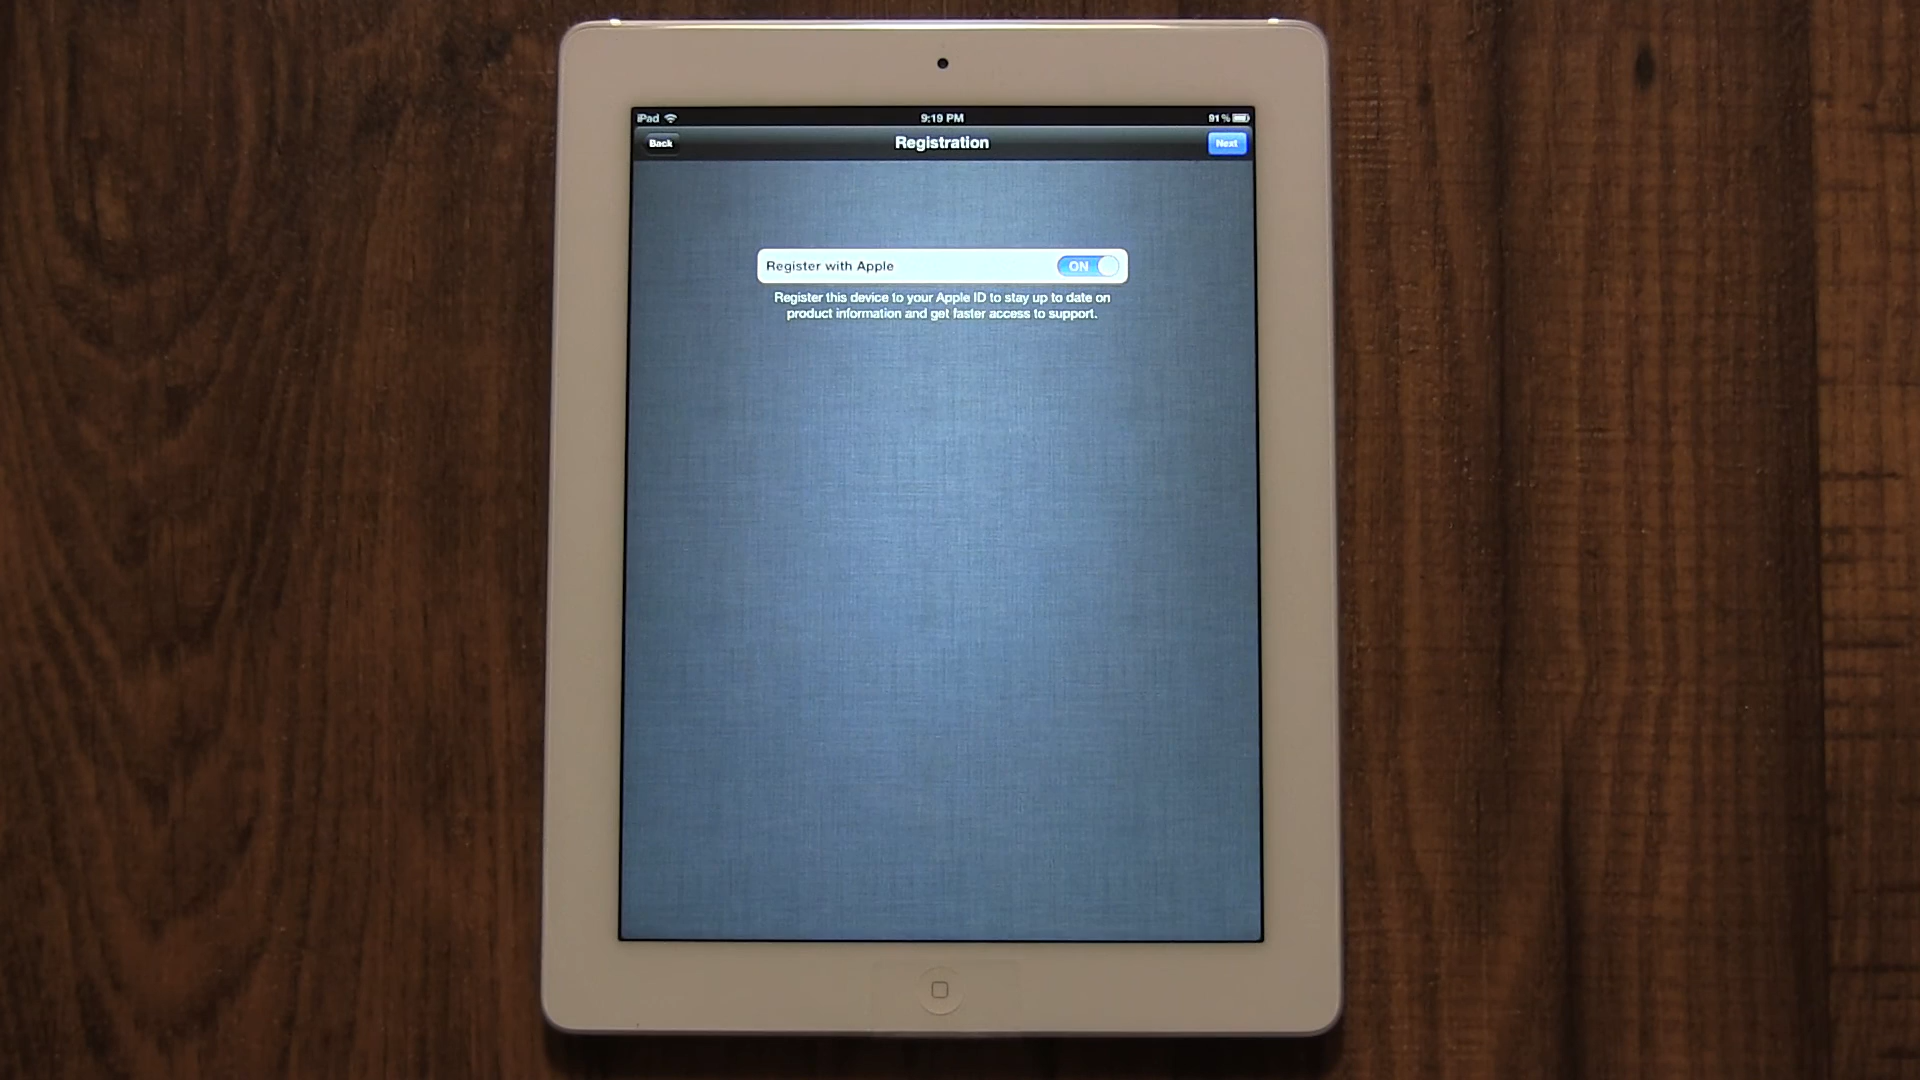 iPad 9:19 PM 91%
Back Registration Next
Register with Apple ON
Register this device to your Apple ID to stay up to date on
product information and get faster access to support.